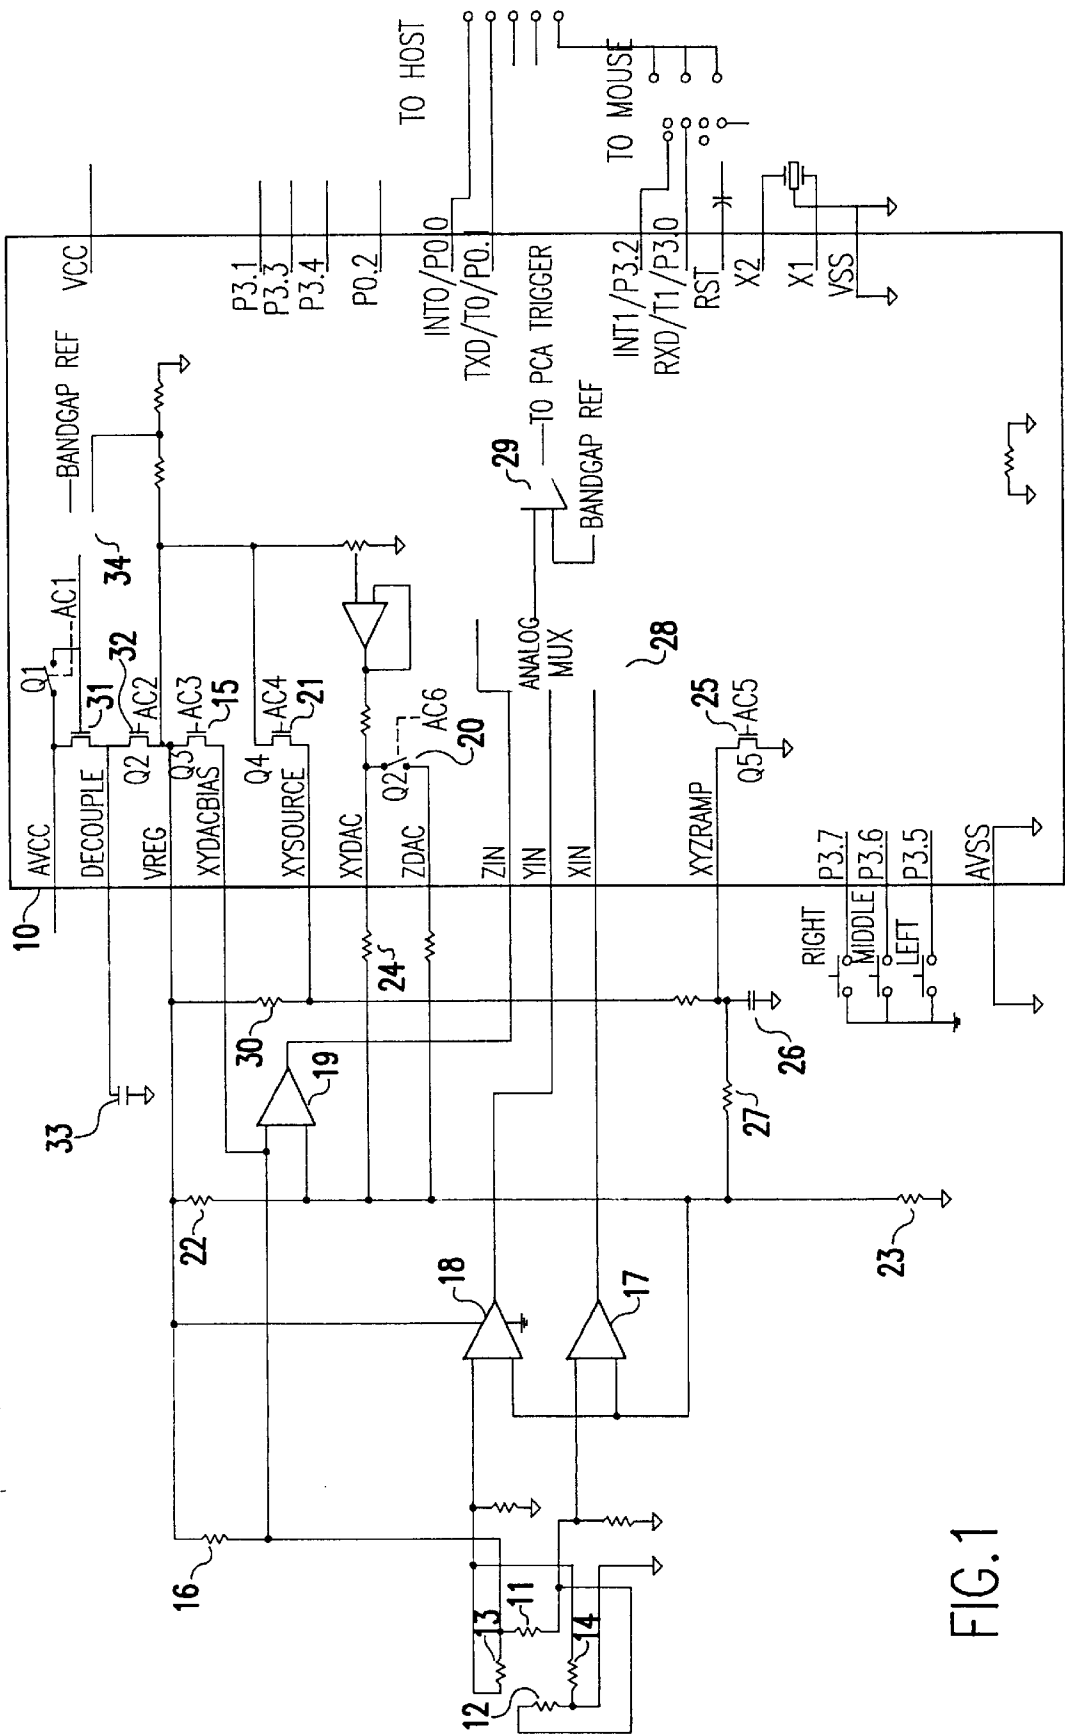 TO HOST
TO MOUSE
VCC
P3.1
P3.3
P3.4
P0.2
INT0/P0.0
TXD/T0/P0.
INT1/P3.2
RXD/T1/P3.0
RST
X2
X1
VSS
BANDGAP REF
34
AC1
Q1
31
32
AC2
Q2
AC3
Q3
15
AC4
Q4
21
Q2
AC6
20
ANALOG
MUX
28
29
TO PCA TRIGGER
BANDGAP REF
25
AC5
Q5
10
AVCC
DECOUPLE
VREG
XYDACBIAS
XYSOURCE
XYDAC
ZDAC
ZIN
YIN
XIN
XYZRAMP
P3.7
P3.6
P3.5
AVSS
RIGHT
MIDDLE
LEFT
33
30
19
24
26
27
22
23
18
17
16
13
11
12
14
FIG.1